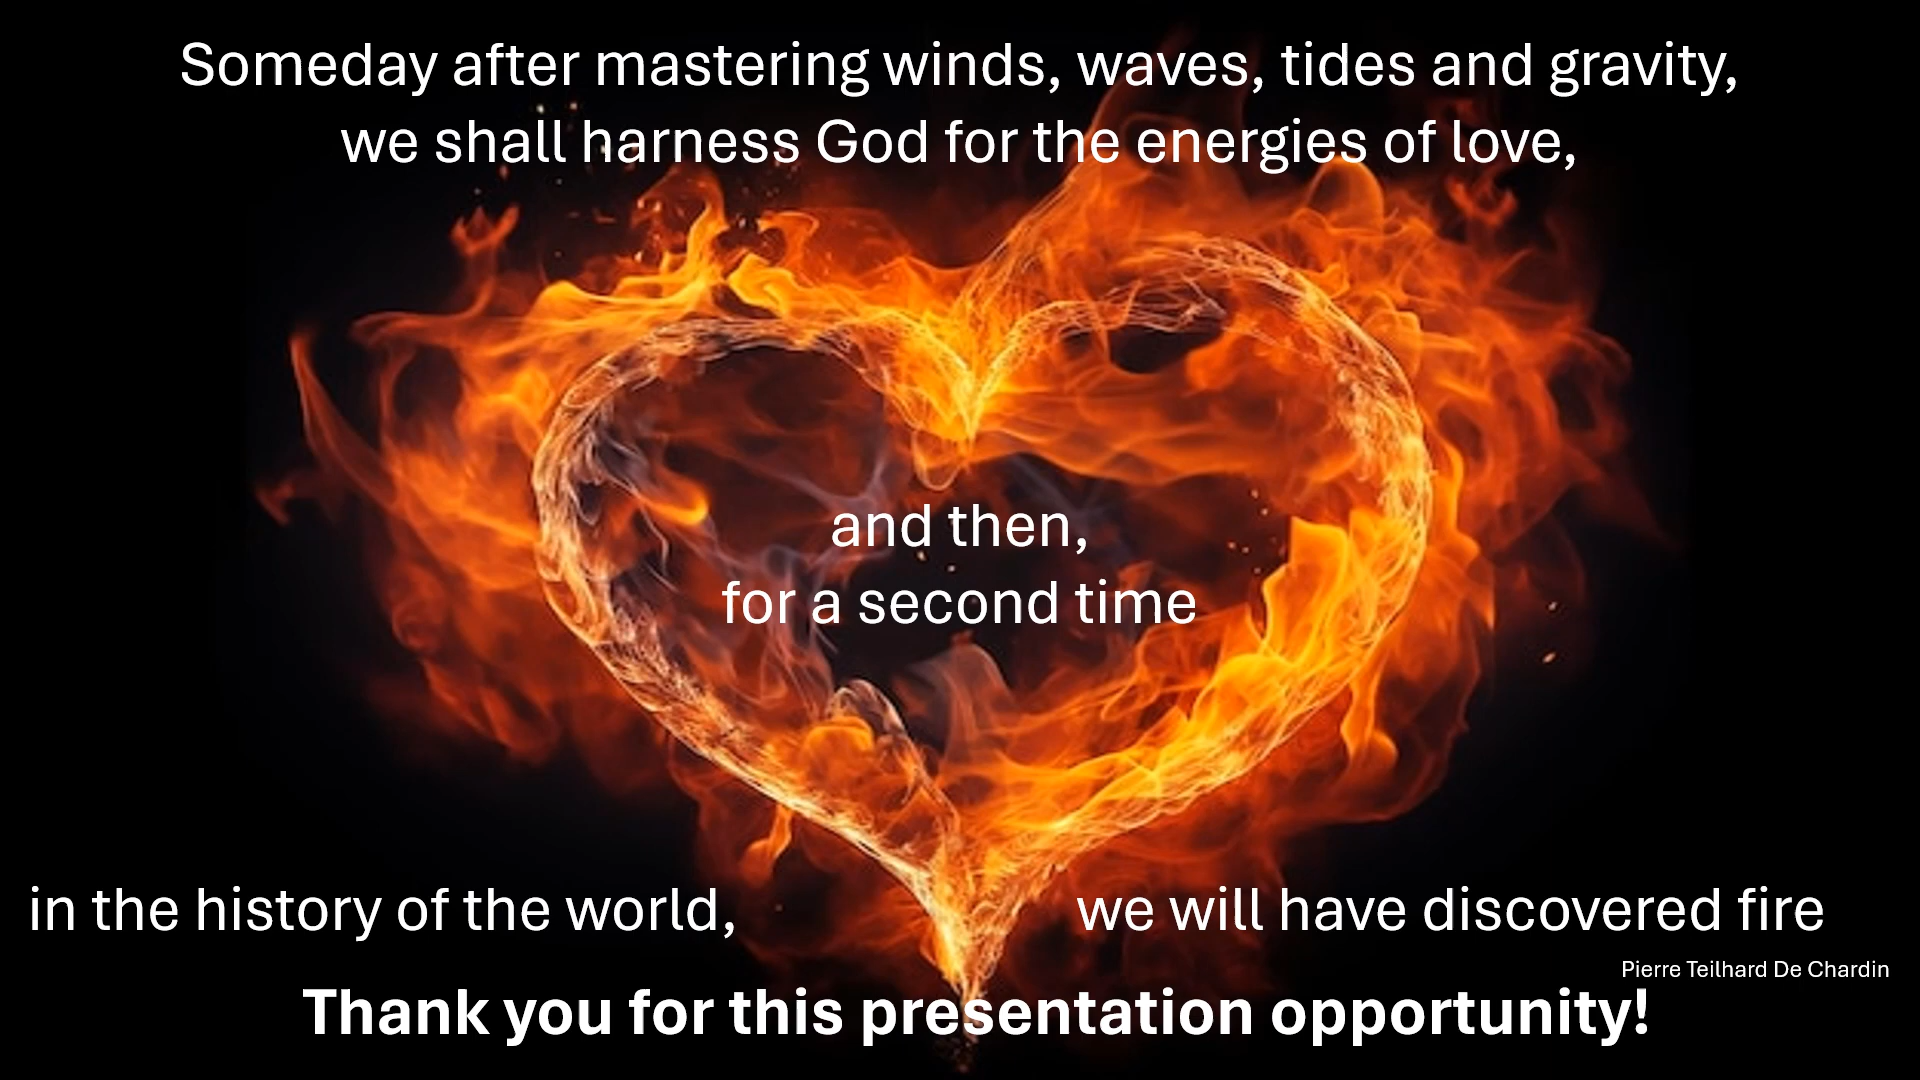 Someday after mastering winds, waves, tides and gravity,
we shall harness God for the energies of love,
and then,
for a second time
in the history of the world,
we will have discovered fire
Pierre Teilhard De Chardin
Thank you for this presentation opportunity!